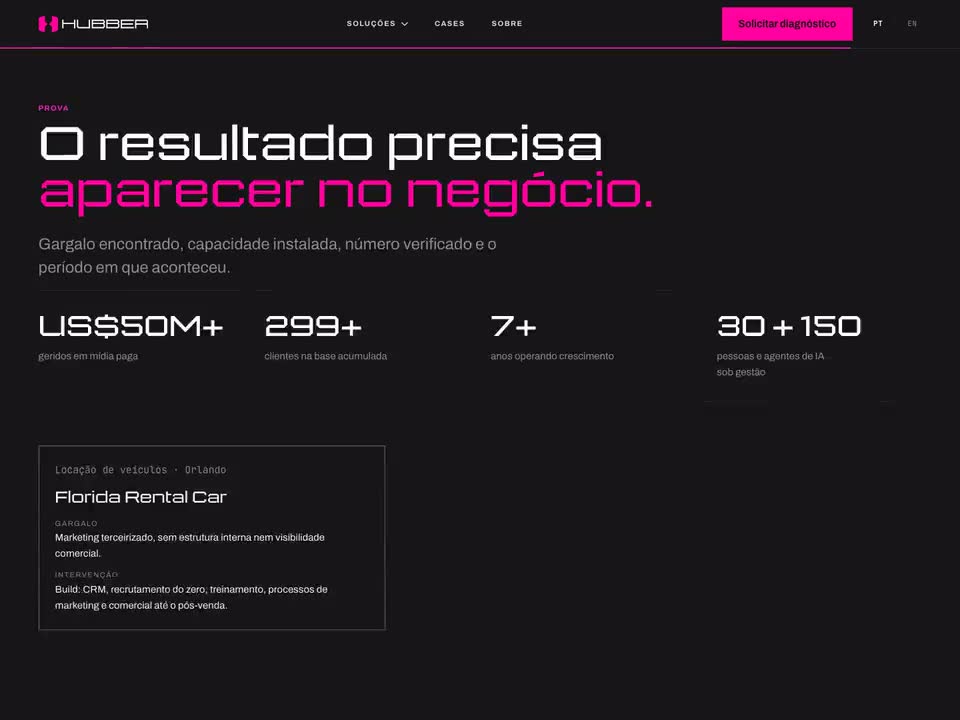 HUBBER
SOLUÇÕES
CASES
SOBRE
Solicitar diagnóstico
PT
EN
PROVA
O resultado precisa
aparecer no negócio.
Gargalo encontrado, capacidade instalada, número verificado e o
período em que aconteceu.
US$50M+
299+
7+
30 + 150
geridos em mídia paga
clientes na base acumulada
anos operando crescimento
pessoas e agentes de IA
sob gestão
Locação de veículos · Orlando
Florida Rental Car
GARGALO
Marketing terceirizado, sem estrutura interna nem visibilidade
comercial.
INTERVENÇÃO
Build: CRM, recrutamento do zero, treinamento, processos de
marketing e comercial até o pós-venda.